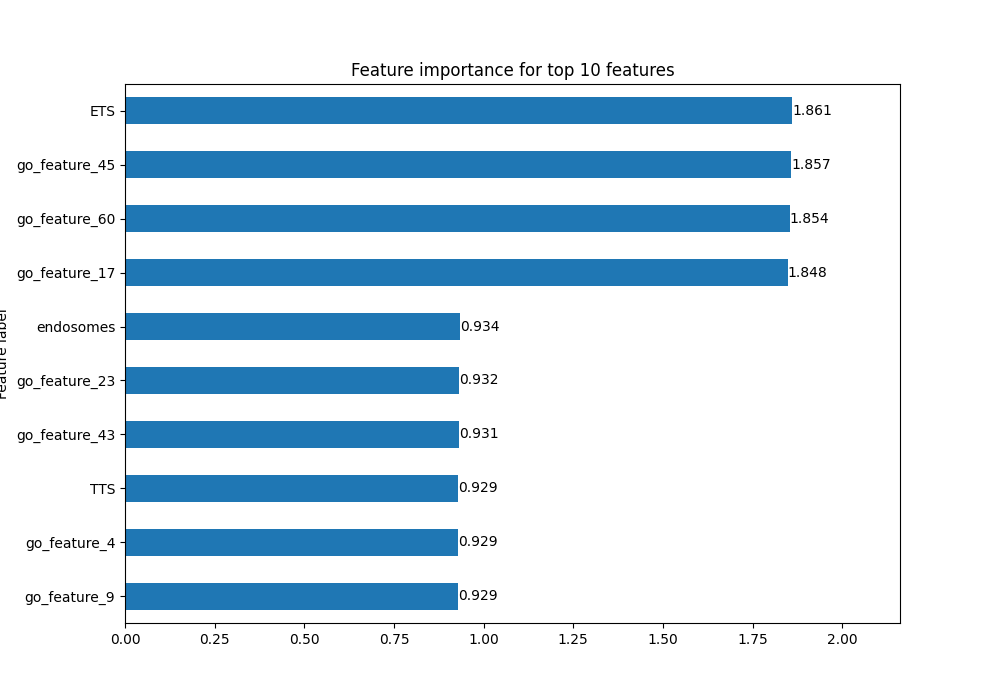 Feature importance for top 10 features
ETS
1.861
go_feature_45
1.857
go_feature_60
1.854
go_feature_17
1.848
endosomes
0.934
go_feature_23
0.932
go_feature_43
0.931
TTS
0.929
go_feature_4
0.929
go_feature_9
0.929
Feature label
0.00 0.25 0.50 0.75 1.00 1.25 1.50 1.75 2.00